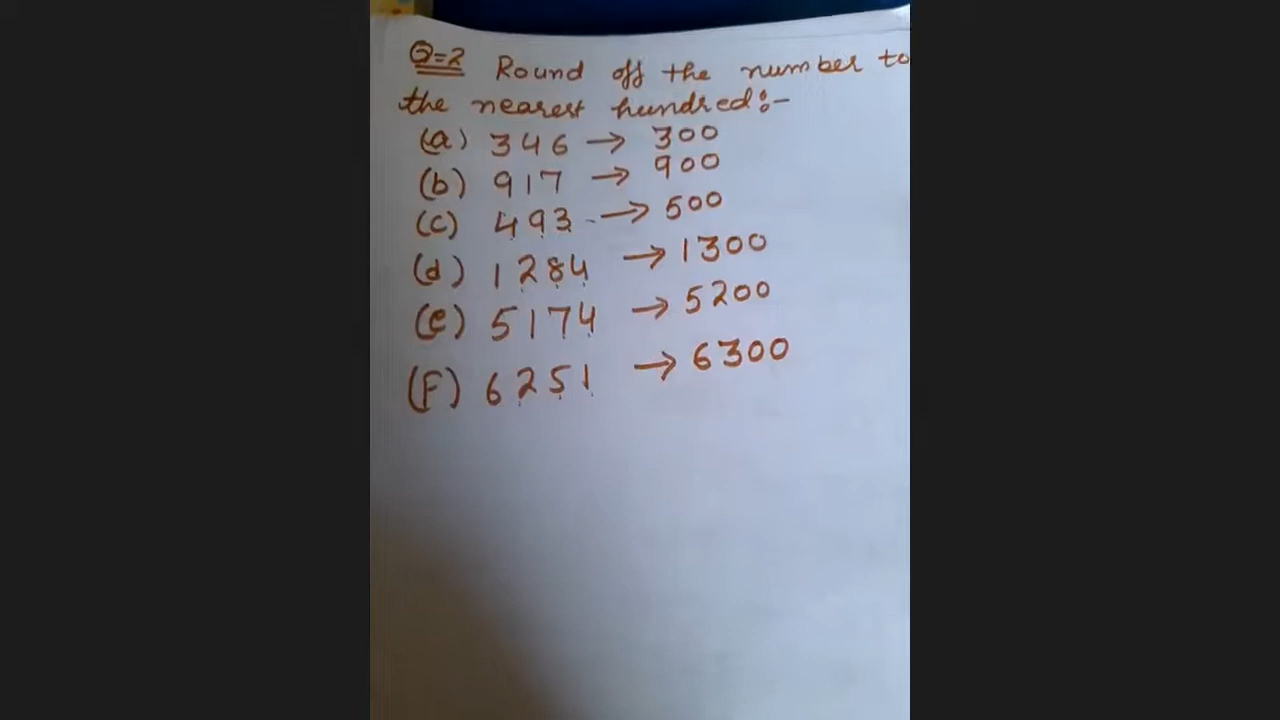 Q=2 Round off the number to
the nearest hundred:-
(a) 346 → 300
(b) 917 → 900
(c) 493 → 500
(d) 1284 → 1300
(e) 5174 → 5200
(F) 6251 → 6300